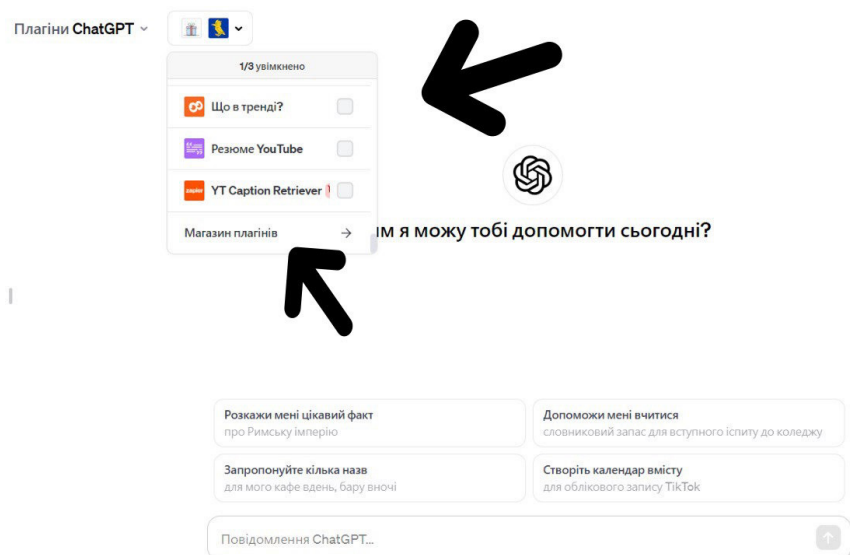 Плагіни ChatGPT
1/3 увімкнено
Що в тренді?
Резюме YouTube
YT Caption Retriever
Магазин плагінів
им я можу тобі допомогти сьогодні?
Розкажи мені цікавий факт
про Римську імперію
Допоможи мені вчитися
словниковий запас для вступного іспиту до коледжу
Запропонуйте кілька назв
для мого кафе вдень, бару вночі
Створіть календар вмісту
для облікового запису TikTok
Повідомлення ChatGPT...